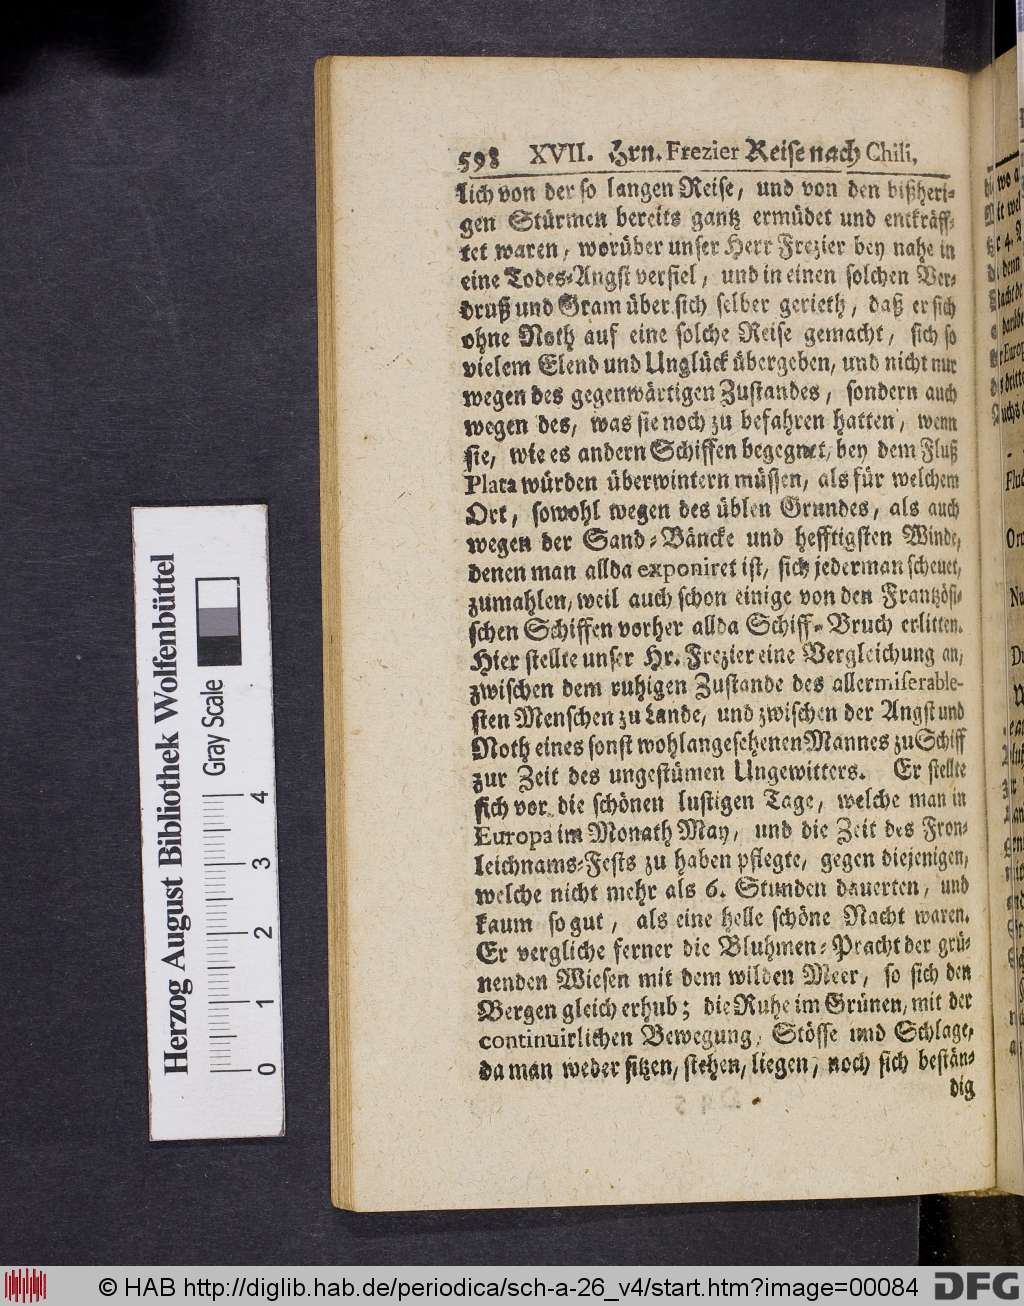 598 XVII. Hrn. Frezier Reise nach Chili,
lich von der so langen Reise, und von den bißheri-
gen Stürmen bereits gantz ermüdet und entkräff-
tet waren, worüber unser Herr Frezier bey nahe in
eine Todes-Angst verfiel, und in einen solchen Ver-
druß und Gram über sich selber gerieth, daß er sich
ohne Noth auf eine solche Reise gemacht, sich so
vielem Elend und Unglück übergeben, und nicht nur
wegen des gegenwärtigen Zustandes, sondern auch
wegen des, was sie noch zu befahren hatten, wenn
sie, wie es andern Schiffen begegnet, bey dem Fluß
Plata würden überwintern müssen, als für welchem
Ort, sowohl wegen des üblen Grundes, als auch
wegen der Sand-Bäncke und hefftigsten Winde,
denen man allda exponiret ist, sich jederman scheuet,
zumahlen, weil auch schon einige von den Frantzösi-
schen Schiffen vorher allda Schiff-Bruch erlitten.
Hier stellte unser Hr. Frezier eine Vergleichung an,
zwischen dem ruhigen Zustande des allermiserable-
sten Menschen zu Lande, und zwischen der Angst und
Noth eines sonst wohlangesehenen Mannes zu Schiff
zur Zeit des ungestümen Ungewitters. Er stellte
sich vor die schönen lustigen Tage, welche man in
Europa im Monath May, und die Zeit des Fron-
leichnams-Fests zu haben pflegte, gegen diejenigen,
welche nicht mehr als 6. Stunden dauerten, und
kaum so gut, als eine helle schöne Nacht waren.
Er vergliche ferner die Bluhmen-Pracht der grü-
nenden Wiesen mit dem wilden Meer, so sich den
Bergen gleich erhub; die Ruhe im Grünen, mit der
continuirlichen Bewegung, Stösse und Schlage,
da man weder sitzen, stehen, liegen, noch sich bestän-
dig
Herzog August Bibliothek Wolfenbüttel
Gray Scale
0 1 2 3 4
© HAB http://diglib.hab.de/periodica/sch-a-26_v4/start.htm?image=00084
DFG